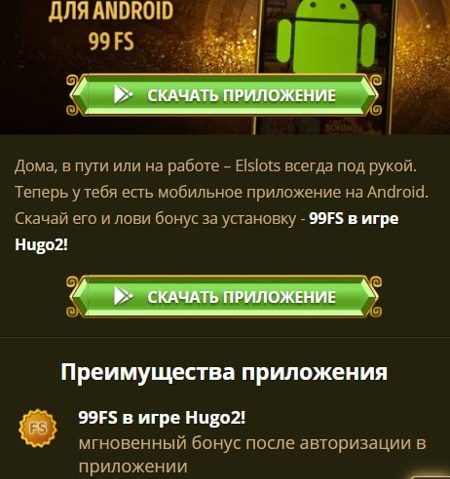 ДЛЯ ANDROID
99 FS
СКАЧАТЬ ПРИЛОЖЕНИЕ
Дома, в пути или на работе – Elslots всегда под рукой.
Теперь у тебя есть мобильное приложение на Android.
Скачай его и лови бонус за установку - 99FS в игре
Hugo2!
СКАЧАТЬ ПРИЛОЖЕНИЕ
Преимущества приложения
FS
99FS в игре Hugo2!
мгновенный бонус после авторизации в
приложении